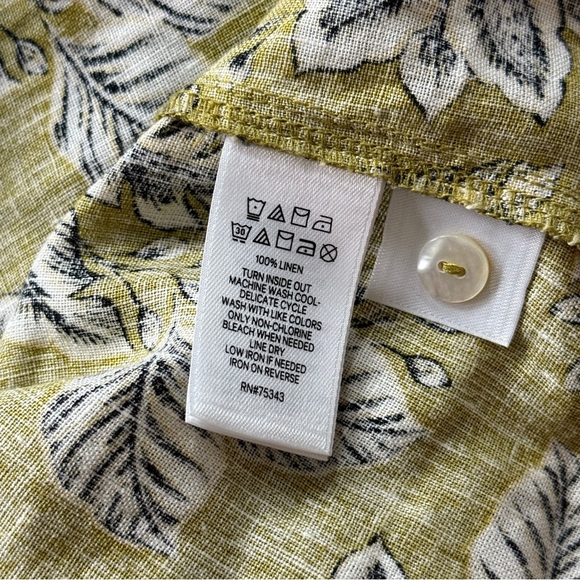 30
100% LINEN
TURN INSIDE OUT
MACHINE WASH COOL-
DELICATE CYCLE
WASH WITH LIKE COLORS
ONLY NON-CHLORINE
BLEACH WHEN NEEDED
LINE DRY
LOW IRON IF NEEDED
IRON ON REVERSE
RN#75343